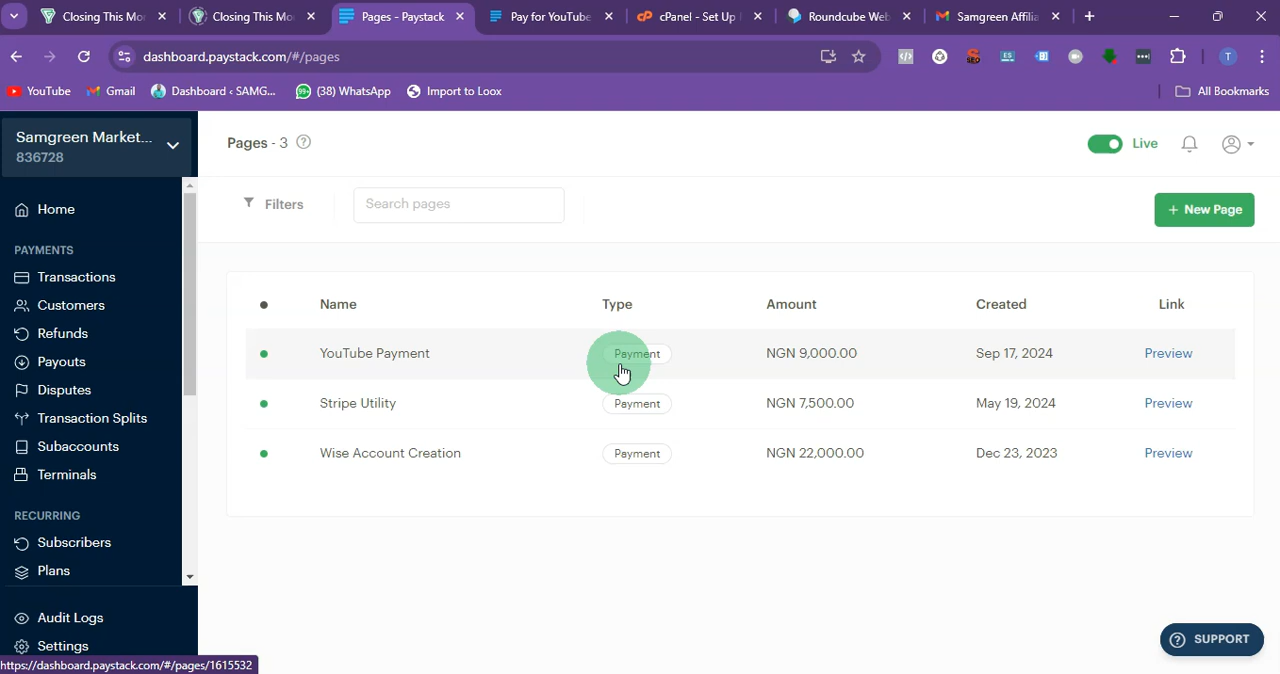 Closing This Mor
Closing This Mor
Pages - Paystack
Pay for YouTube
cPanel - Set Up
Roundcube Web
Samgreen Affilia
dashboard.paystack.com/#/pages
SEO
ES
T
YouTube
Gmail
Dashboard ‹ SAMG...
99+
(38) WhatsApp
Import to Loox
All Bookmarks
Samgreen Market...
836728
Home
PAYMENTS
Transactions
Customers
Refunds
Payouts
Disputes
Transaction Splits
Subaccounts
Terminals
RECURRING
Subscribers
Plans
Audit Logs
Settings
https://dashboard.paystack.com/#/pages/1615532
Pages - 3
Live
Filters
Search pages
+ New Page
Name Type Amount Created Link
YouTube Payment Payment NGN 9,000.00 Sep 17, 2024 Preview
Stripe Utility Payment NGN 7,500.00 May 19, 2024 Preview
Wise Account Creation Payment NGN 22,000.00 Dec 23, 2023 Preview
SUPPORT